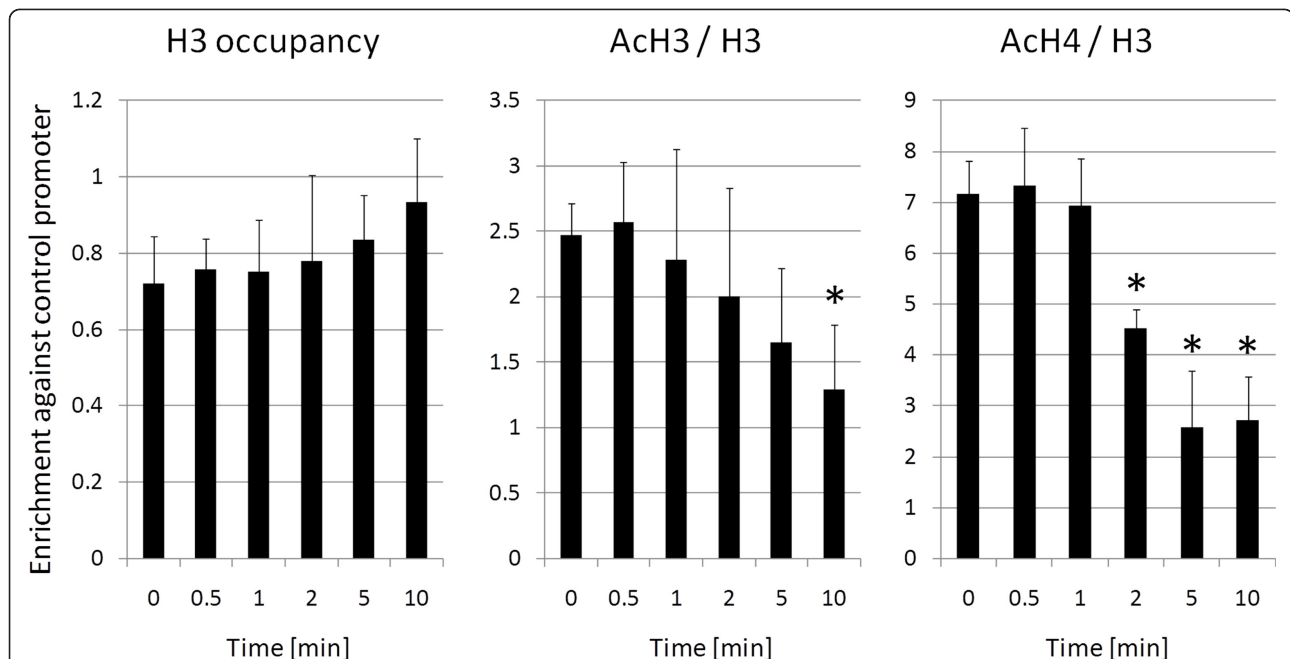 H3 occupancy
AcH3 / H3
AcH4 / H3
Enrichment against control promoter
1.2
1
0.8
0.6
0.4
0.2
0
3.5
3
2.5
2
1.5
1
0.5
0
9
8
7
6
5
4
3
2
1
0
*
* * *
0 0.5 1 2 5 10
0 0.5 1 2 5 10
0 0.5 1 2 5 10
Time [min]
Time [min]
Time [min]